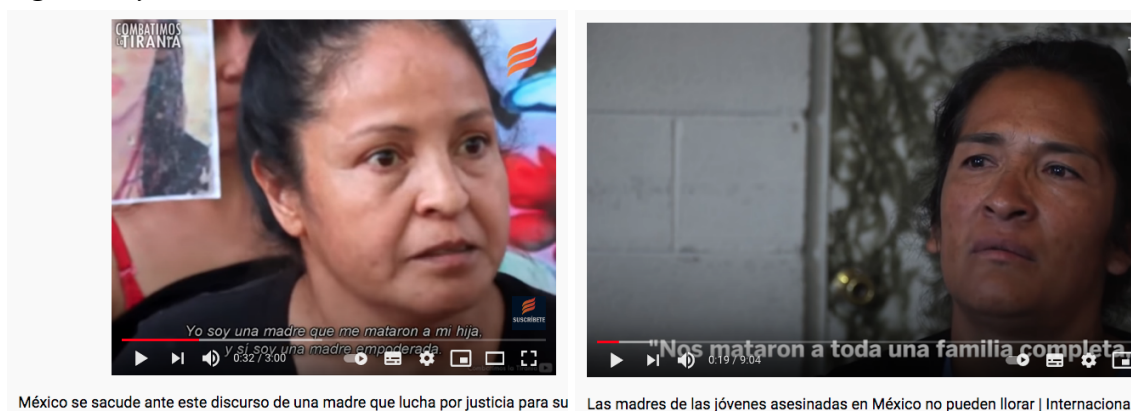 COMBATIMOS
LA TIRANÍA
SUSCRÍBETE
Yo soy una madre que me mataron a mi hija,
y sí soy una madre empoderada.
0:32 / 3:00
México se sacude ante este discurso de una madre que lucha por justicia para su
"Nos mataron a toda una familia completa
0:19 / 9:04
Las madres de las jóvenes asesinadas en México no pueden llorar | Internaciona